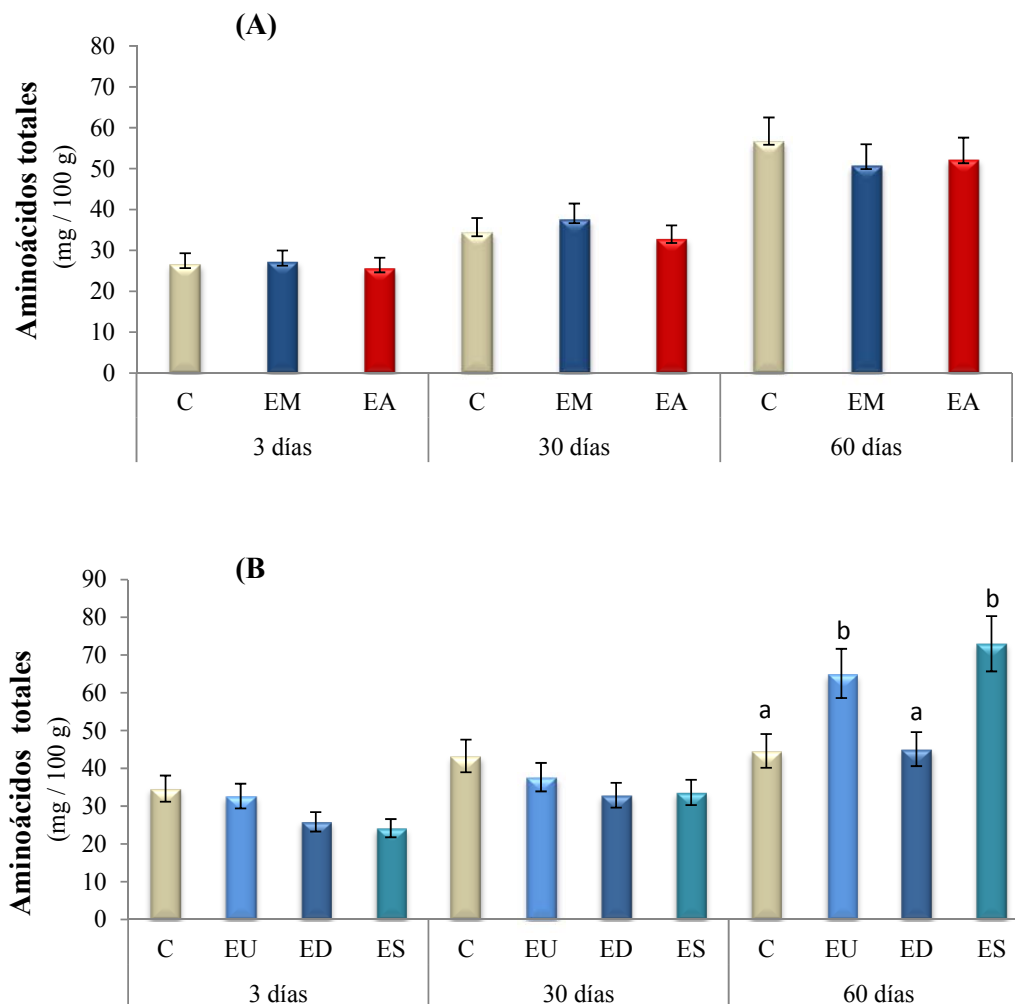 (A)
Aminoácidos totales
(mg / 100 g)
80
70
60
50
40
30
20
10
0
C EM EA C EM EA C EM EA
3 días 30 días 60 días
(B
Aminoácidos totales
(mg / 100 g)
90
80
70
60
50
40
30
20
10
0
a b a b
C EU ED ES C EU ED ES C EU ED ES
3 días 30 días 60 días